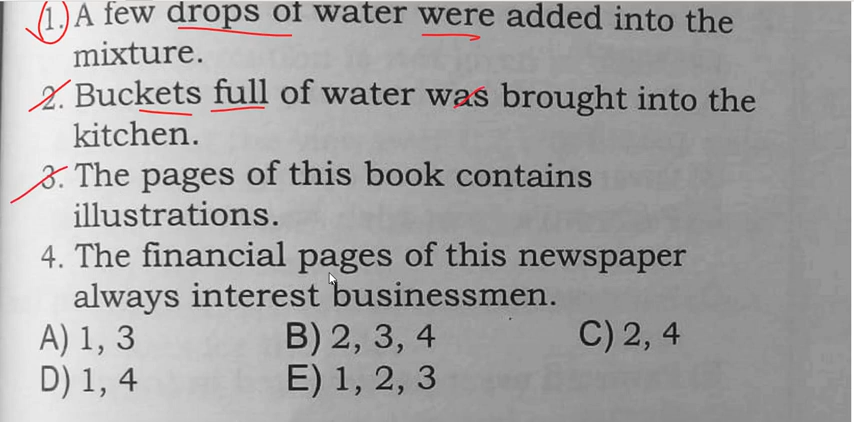 1. A few drops of water were added into the
mixture.
2. Buckets full of water was brought into the
kitchen.
3. The pages of this book contains
illustrations.
4. The financial pages of this newspaper
always interest businessmen.
A) 1, 3 B) 2, 3, 4 C) 2, 4
D) 1, 4 E) 1, 2, 3